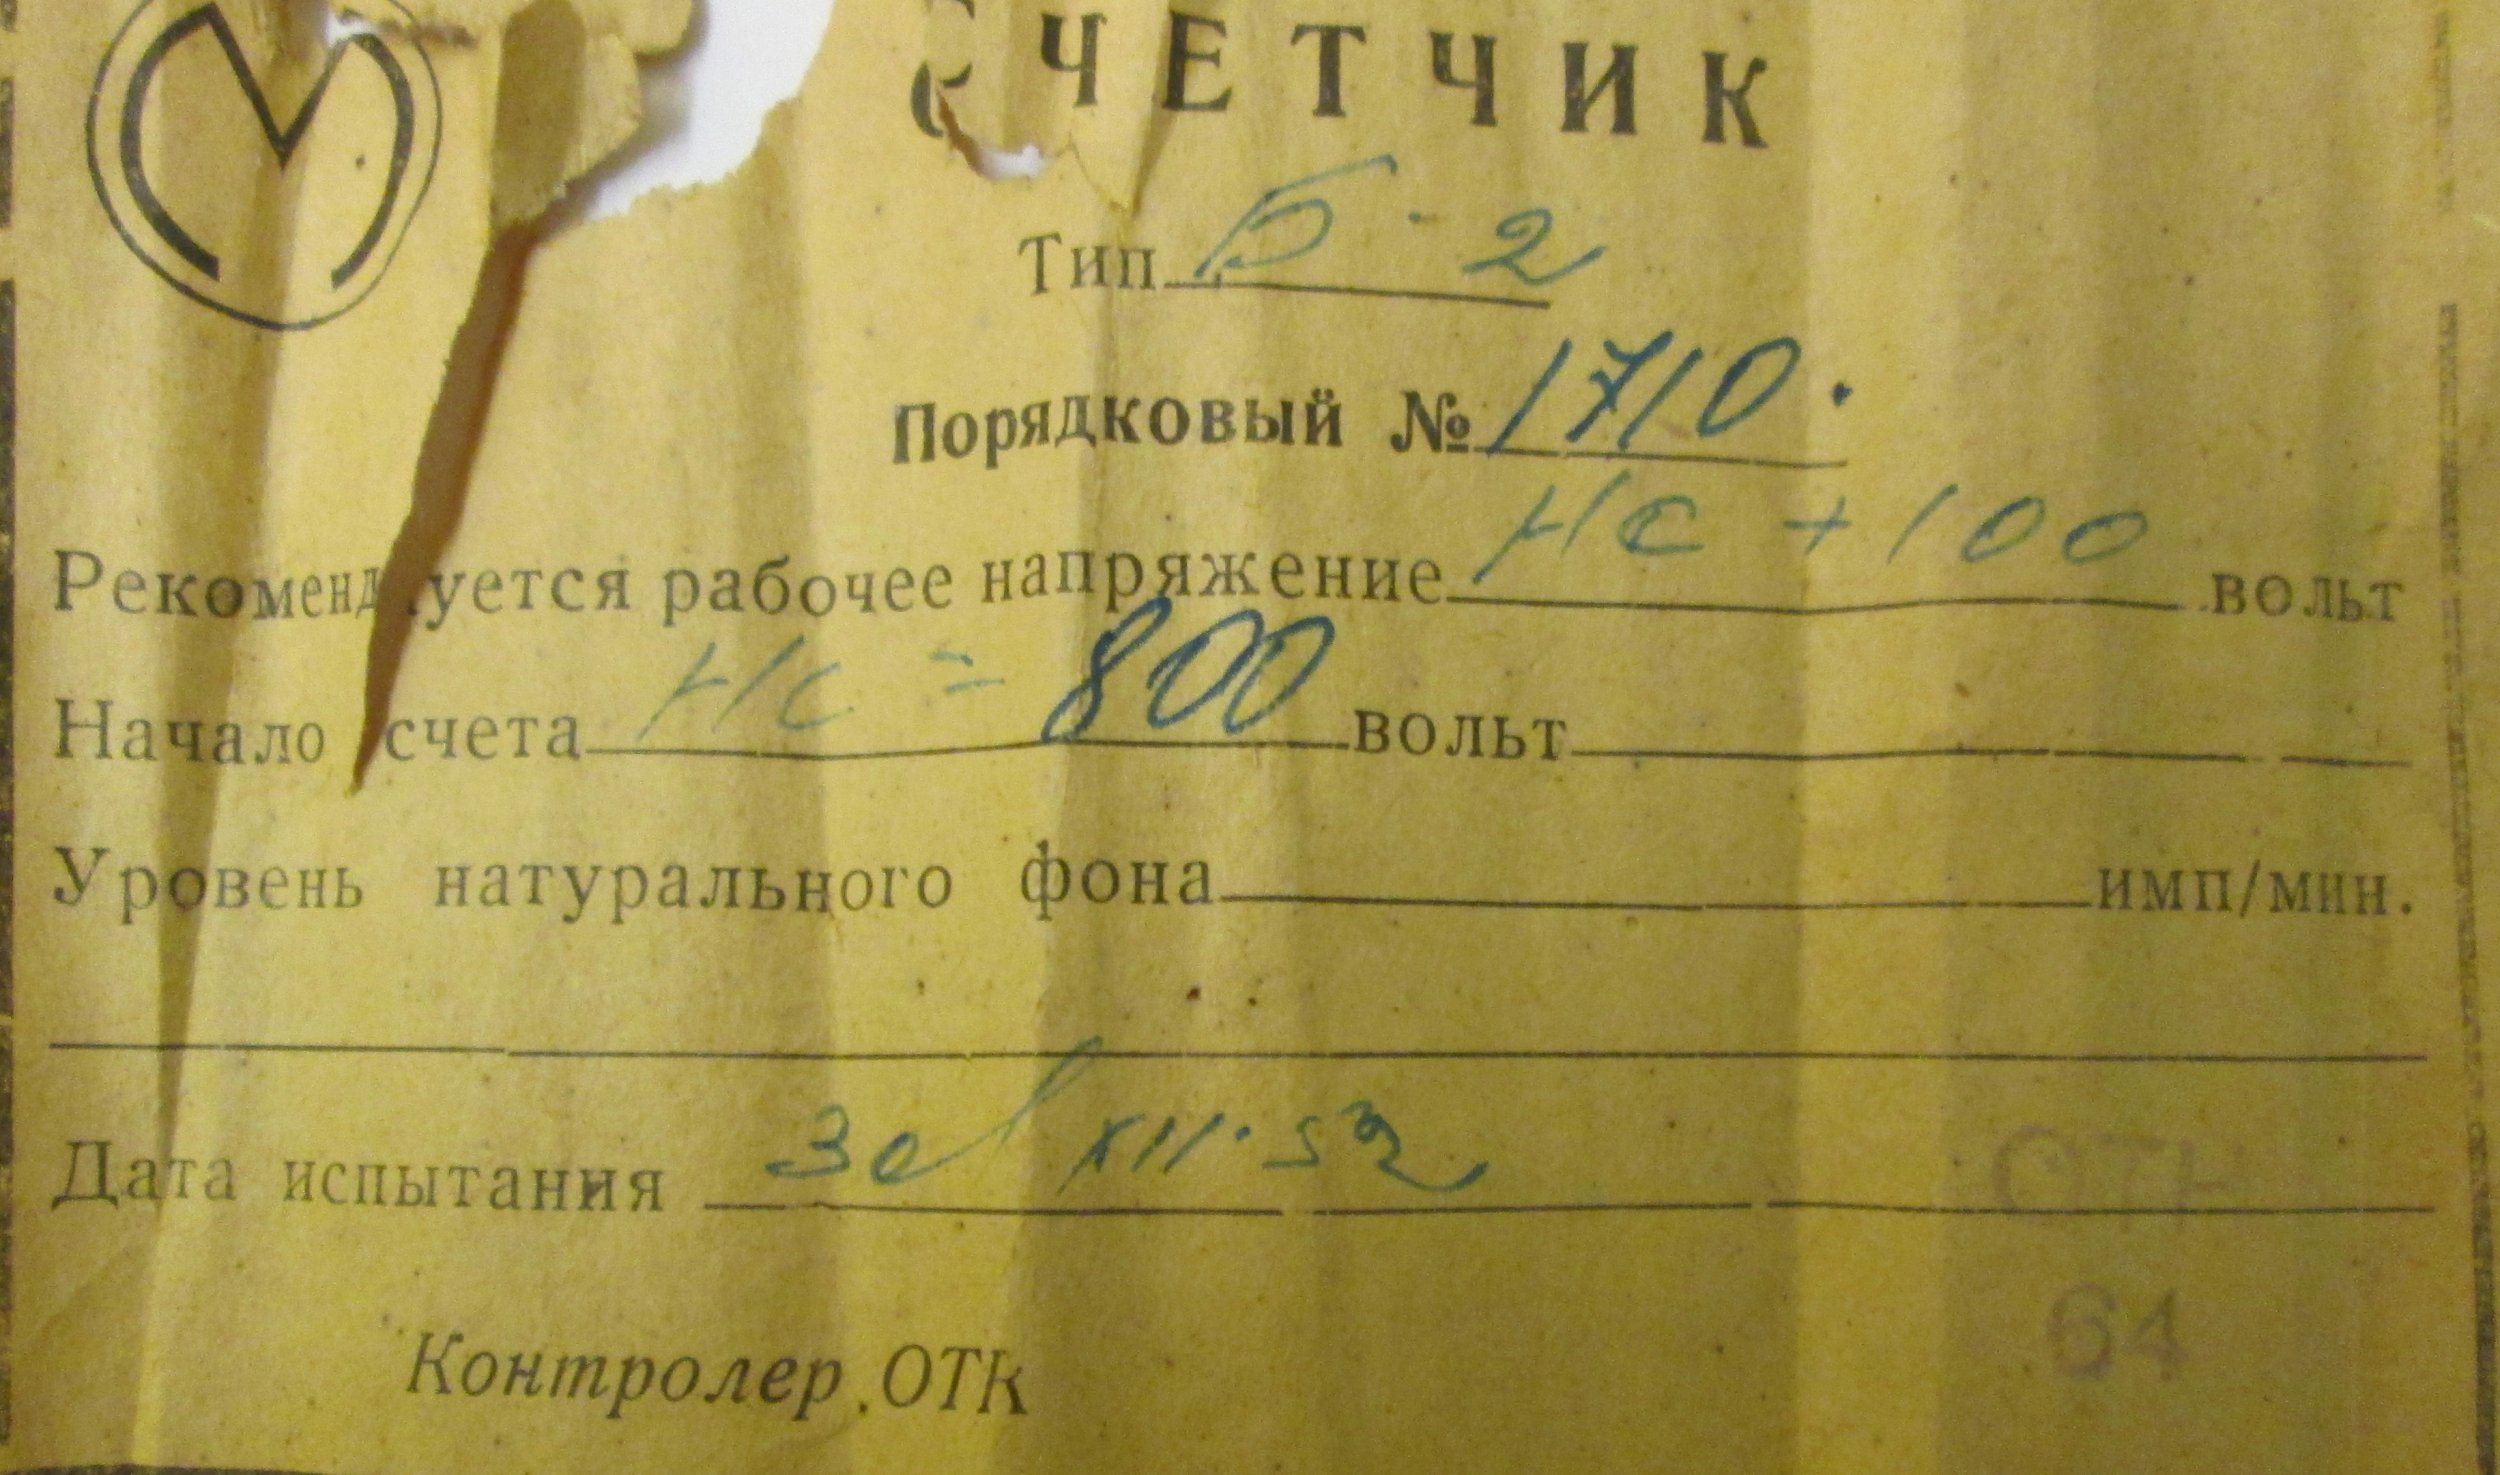 СЧЕТЧИК
Тип Б-2
Порядковый № 1710.
Рекомендуется рабочее напряжение НС + 100 вольт
Начало счета НС = 800 вольт
Уровень натурального фона имп/мин.
Дата испытания 30/XII·52
ОТК
64
Контролер ОТК